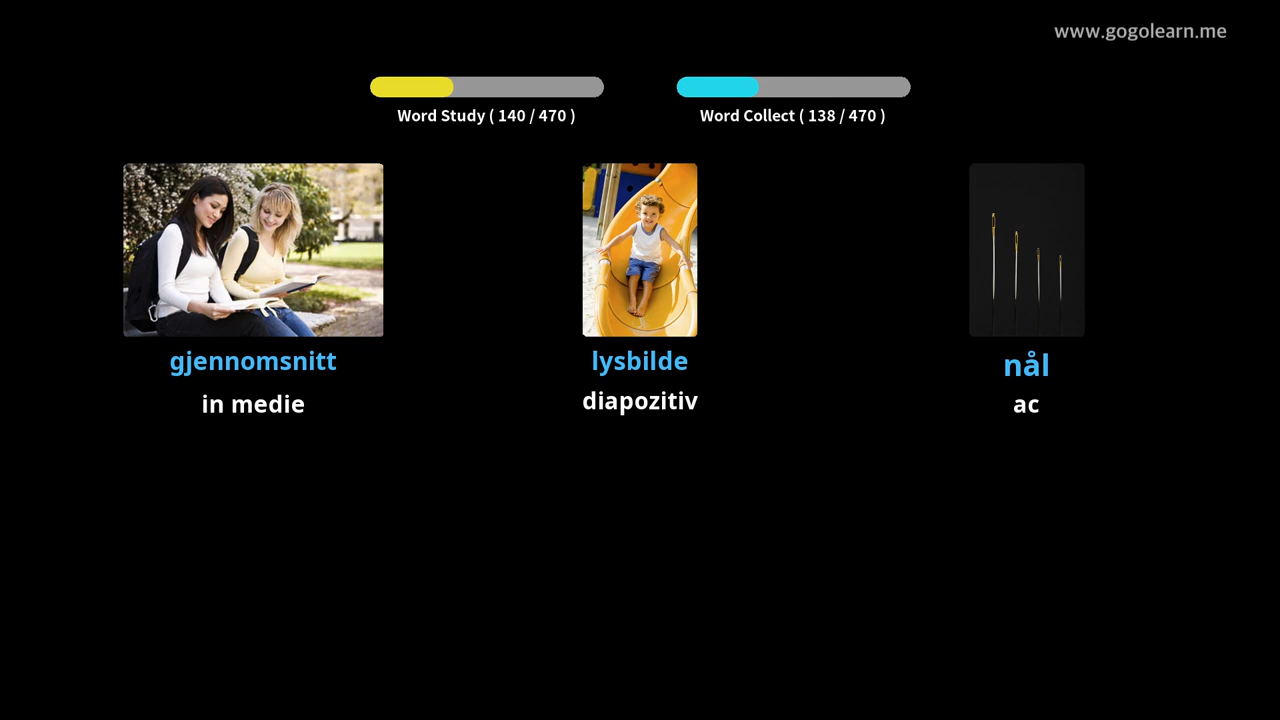 www.gogolearn.me
Word Study ( 140 / 470 )
Word Collect ( 138 / 470 )
gjennomsnitt
in medie
lysbilde
diapozitiv
nål
ac